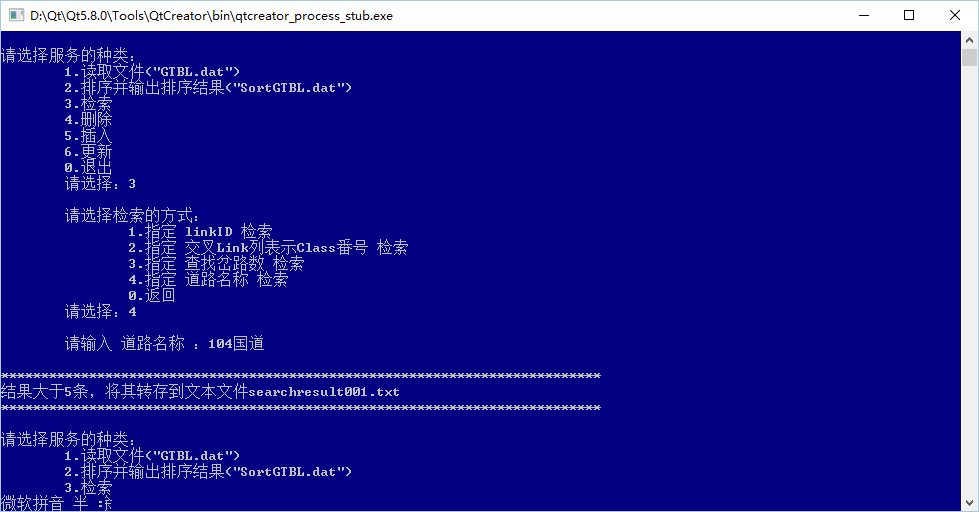 D:\Qt\Qt5.8.0\Tools\QtCreator\bin\qtcreator_process_stub.exe
请选择服务的种类:
1.读取文件("GTBL.dat")
2.排序并输出排序结果("SortGTBL.dat")
3.检索
4.删除
5.插入
6.更新
0.退出
请选择: 3
请选择检索的方式:
1.指定 linkID 检索
2.指定 交叉Link列表示Class番号 检索
3.指定 查找岔路数 检索
4.指定 道路名称 检索
0.返回
请选择: 4
请输入 道路名称 : 104国道
***************************************************************************
结果大于5条, 将其转存到文本文件searchresult001.txt
***************************************************************************
请选择服务的种类:
1.读取文件("GTBL.dat")
2.排序并输出排序结果("SortGTBL.dat")
3.检索
微软拼音 半 :